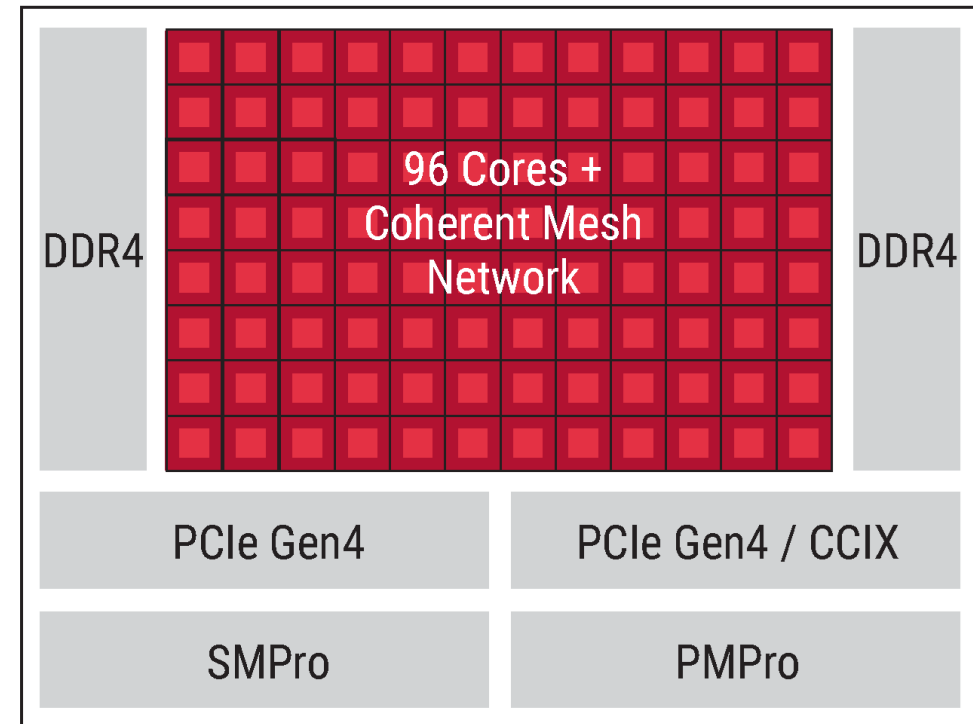 96 Cores +
Coherent Mesh
Network
DDR4
DDR4
PCIe Gen4
PCIe Gen4 / CCIX
SMPro
PMPro